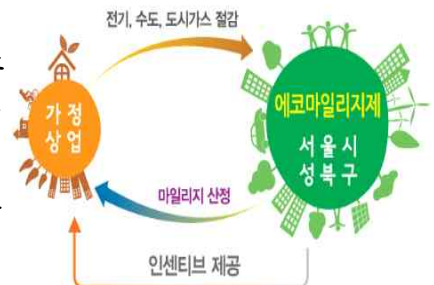 전기, 수도, 도시가스 절감
가 정
상 업
에코마일리지제
서 울 시
성 북 구
마일리지 산정
인센티브 제공